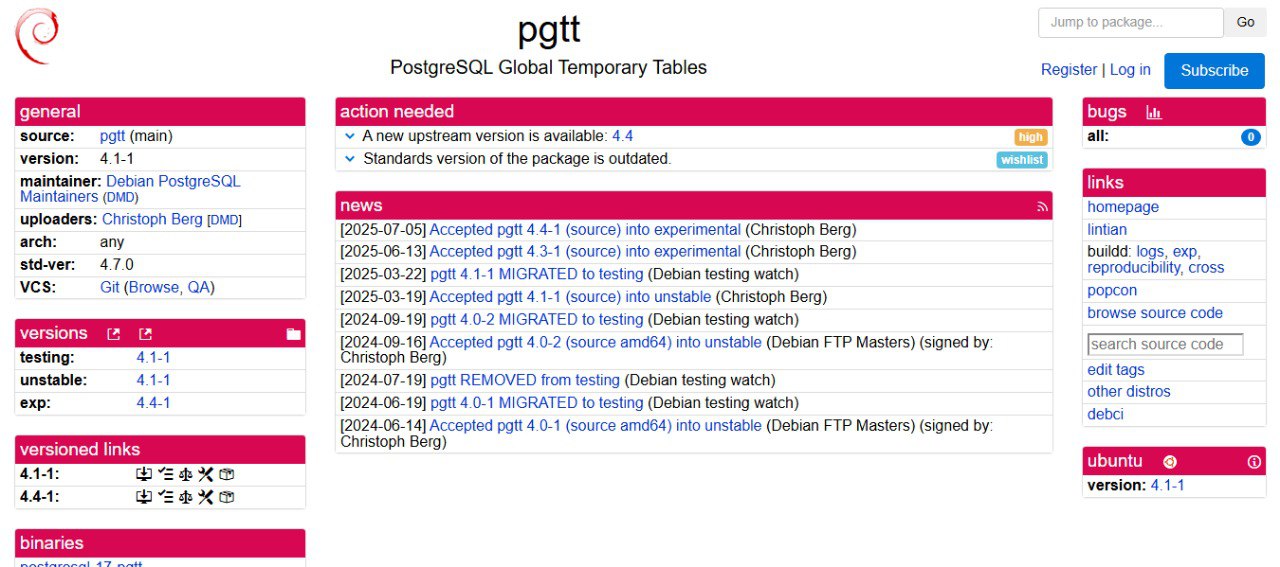 pgtt
PostgreSQL Global Temporary Tables
Jump to package...
Go
Register | Log in
Subscribe
general
source: pgtt (main)
version: 4.1-1
maintainer: Debian PostgreSQL
Maintainers (DMD)
uploaders: Christoph Berg [DMD]
arch: any
std-ver: 4.7.0
VCS: Git (Browse, QA)
versions
testing: 4.1-1
unstable: 4.1-1
exp: 4.4-1
versioned links
4.1-1:
4.4-1:
binaries
postgresql-17-pgtt
action needed
A new upstream version is available: 4.4
high
Standards version of the package is outdated.
wishlist
news
[2025-07-05] Accepted pgtt 4.4-1 (source) into experimental (Christoph Berg)
[2025-06-13] Accepted pgtt 4.3-1 (source) into experimental (Christoph Berg)
[2025-03-22] pgtt 4.1-1 MIGRATED to testing (Debian testing watch)
[2025-03-19] Accepted pgtt 4.1-1 (source) into unstable (Christoph Berg)
[2024-09-19] pgtt 4.0-2 MIGRATED to testing (Debian testing watch)
[2024-09-16] Accepted pgtt 4.0-2 (source amd64) into unstable (Debian FTP Masters) (signed by:
Christoph Berg)
[2024-07-19] pgtt REMOVED from testing (Debian testing watch)
[2024-06-19] pgtt 4.0-1 MIGRATED to testing (Debian testing watch)
[2024-06-14] Accepted pgtt 4.0-1 (source amd64) into unstable (Debian FTP Masters) (signed by:
Christoph Berg)
bugs
all: 0
links
homepage
lintian
buildd: logs, exp,
reproducibility, cross
popcon
browse source code
search source code
edit tags
other distros
debci
ubuntu
version: 4.1-1